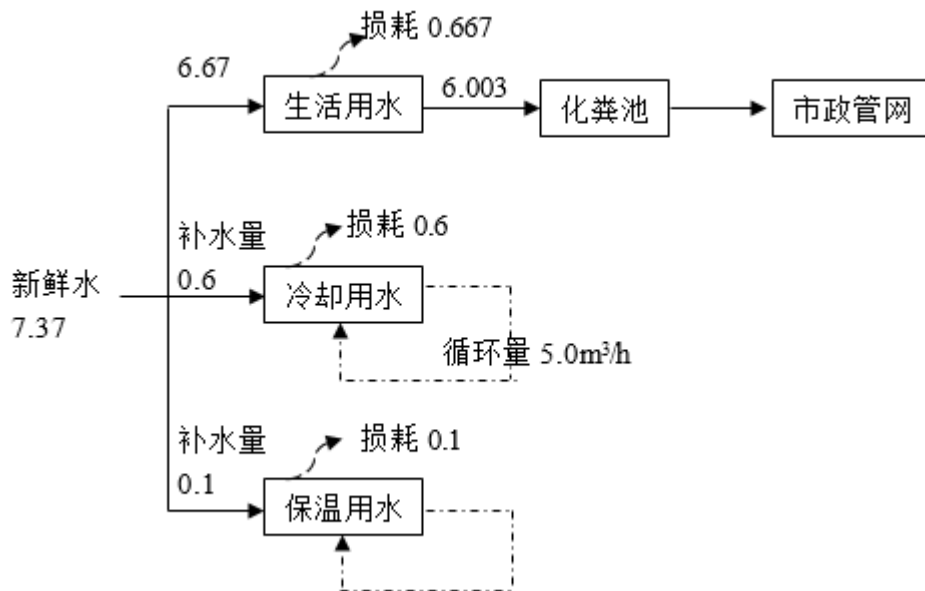 损耗 0.667
6.67
生活用水
6.003
化粪池
市政管网
补水量
0.6
损耗 0.6
新鲜水
7.37
冷却用水
循环量 5.0m³/h
补水量
0.1
损耗 0.1
保温用水